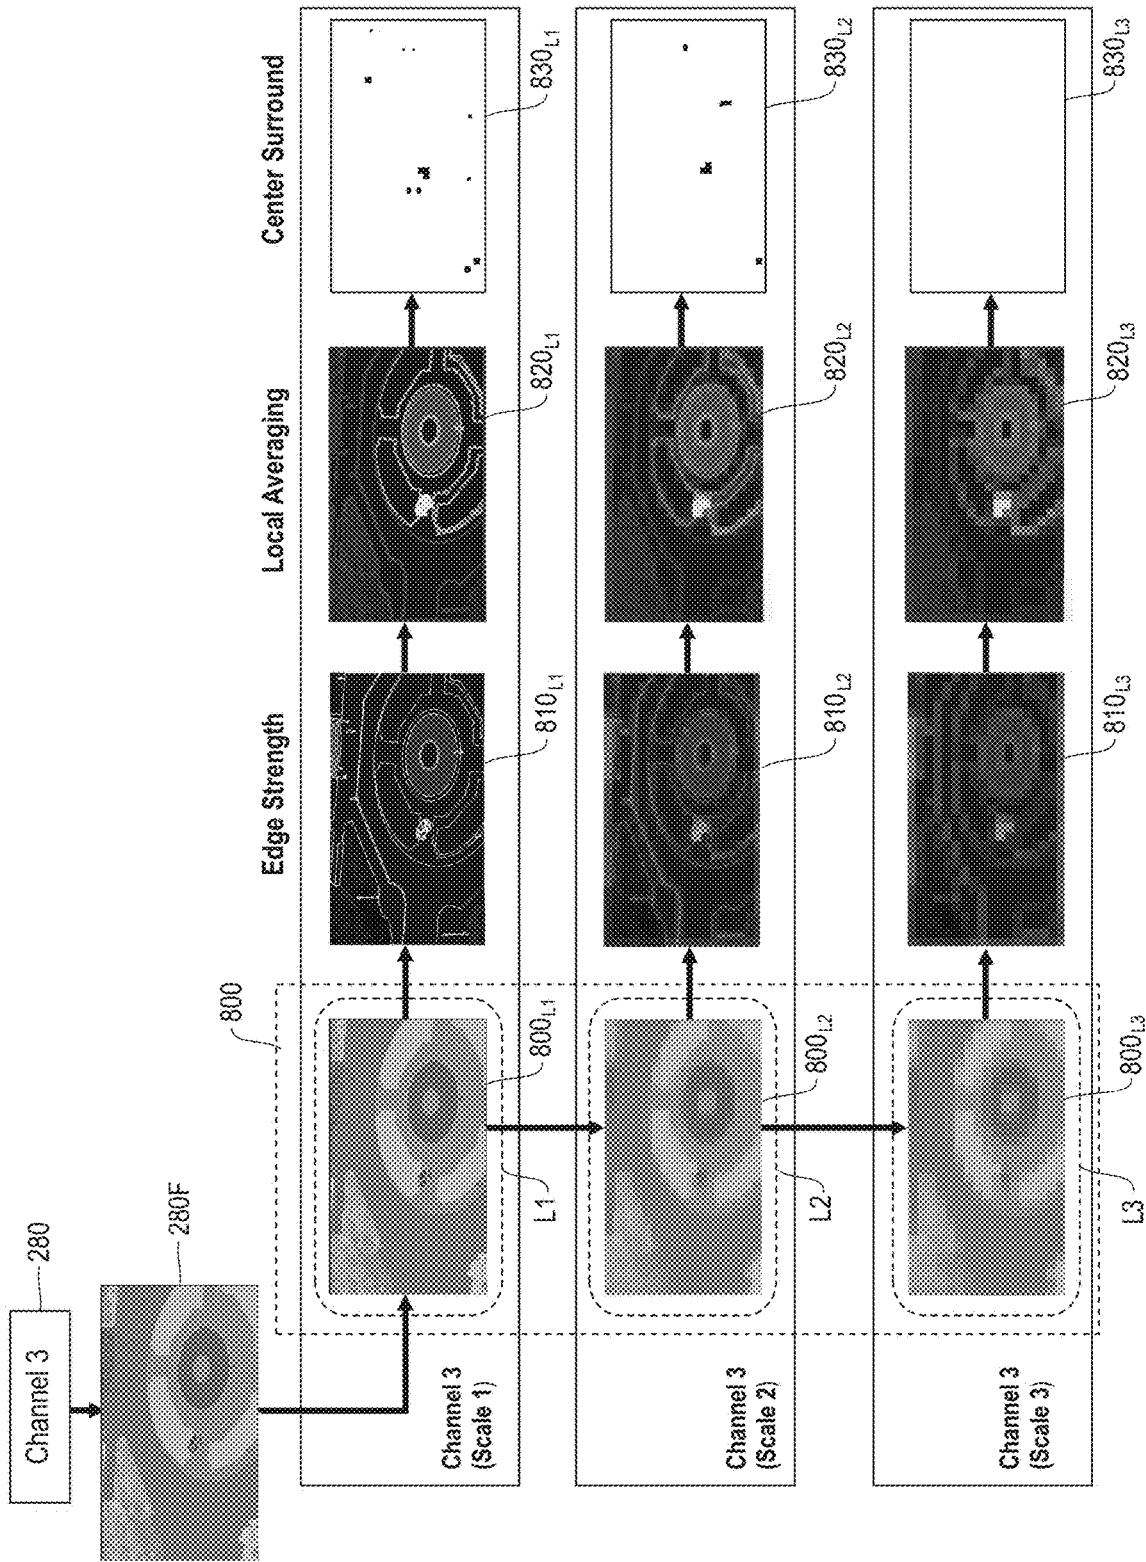 Channel 3
280
280F
800
Edge Strength
Local Averaging
Center Surround
Channel 3
(Scale 1)
L1
800L1
810L1
820L1
830L1
Channel 3
(Scale 2)
L2
800L2
810L2
820L2
830L2
Channel 3
(Scale 3)
L3
800L3
810L3
820L3
830L3